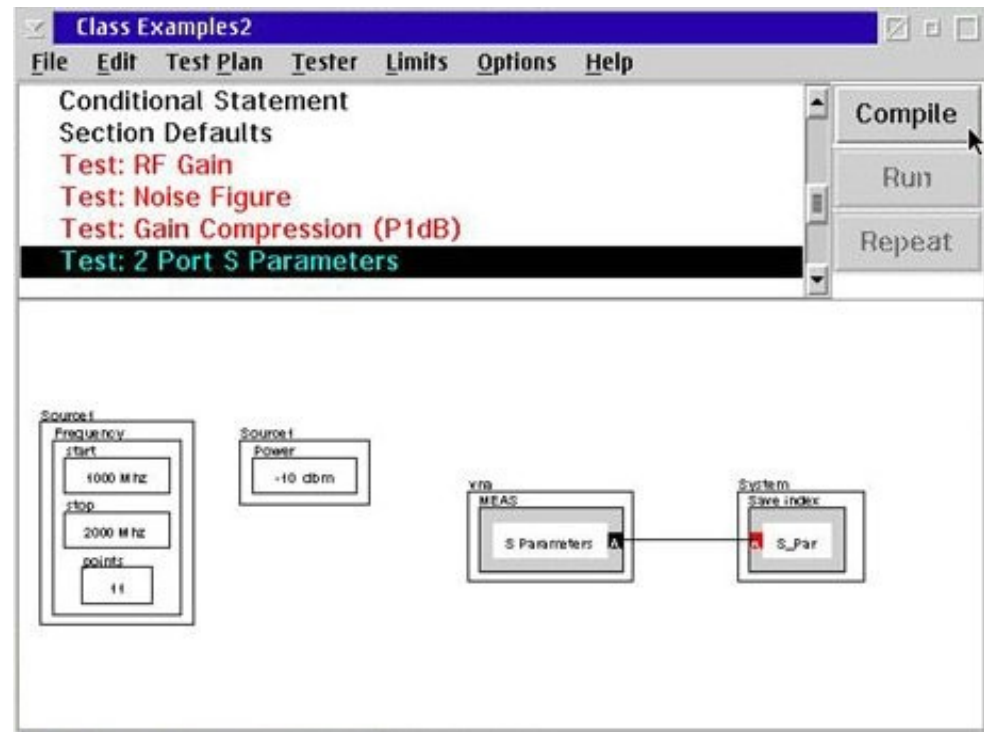 Class Examples2
File Edit Test Plan Tester Limits Options Help
Conditional Statement
Section Defaults
Test: RF Gain
Test: Noise Figure
Test: Gain Compression (P1dB)
Test: 2 Port S Parameters
Compile
Run
Repeat
Source1
Frequency
start
1000 Mhz
stop
2000 Mhz
points
11
Source1
Power
-10 dbm
vna
MEAS
S Parameters A
System
Save index
A S_Par